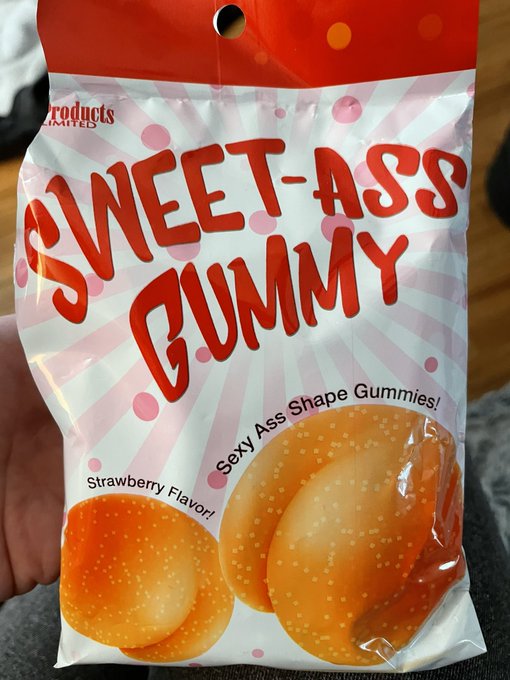 Products
LIMITED
SWEET-ASS
GUMMY
Sexy Ass Shape Gummies!
Strawberry Flavor!